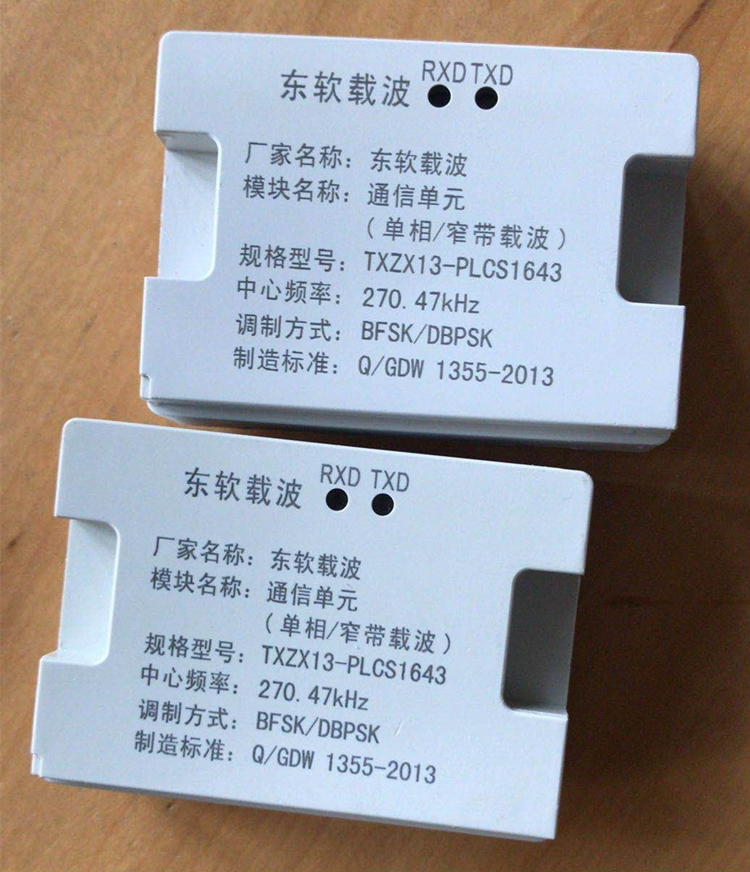 RXD TXD
东软载波
厂家名称：东软载波
模块名称：通信单元
（单相/窄带载波）
规格型号：TXZX13-PLCS1643
中心频率：270.47kHz
调制方式：BFSK/DBPSK
制造标准：Q/GDW 1355-2013
RXD TXD
东软载波
厂家名称：东软载波
模块名称：通信单元
（单相/窄带载波）
规格型号：TXZX13-PLCS1643
中心频率：270.47kHz
调制方式：BFSK/DBPSK
制造标准：Q/GDW 1355-2013